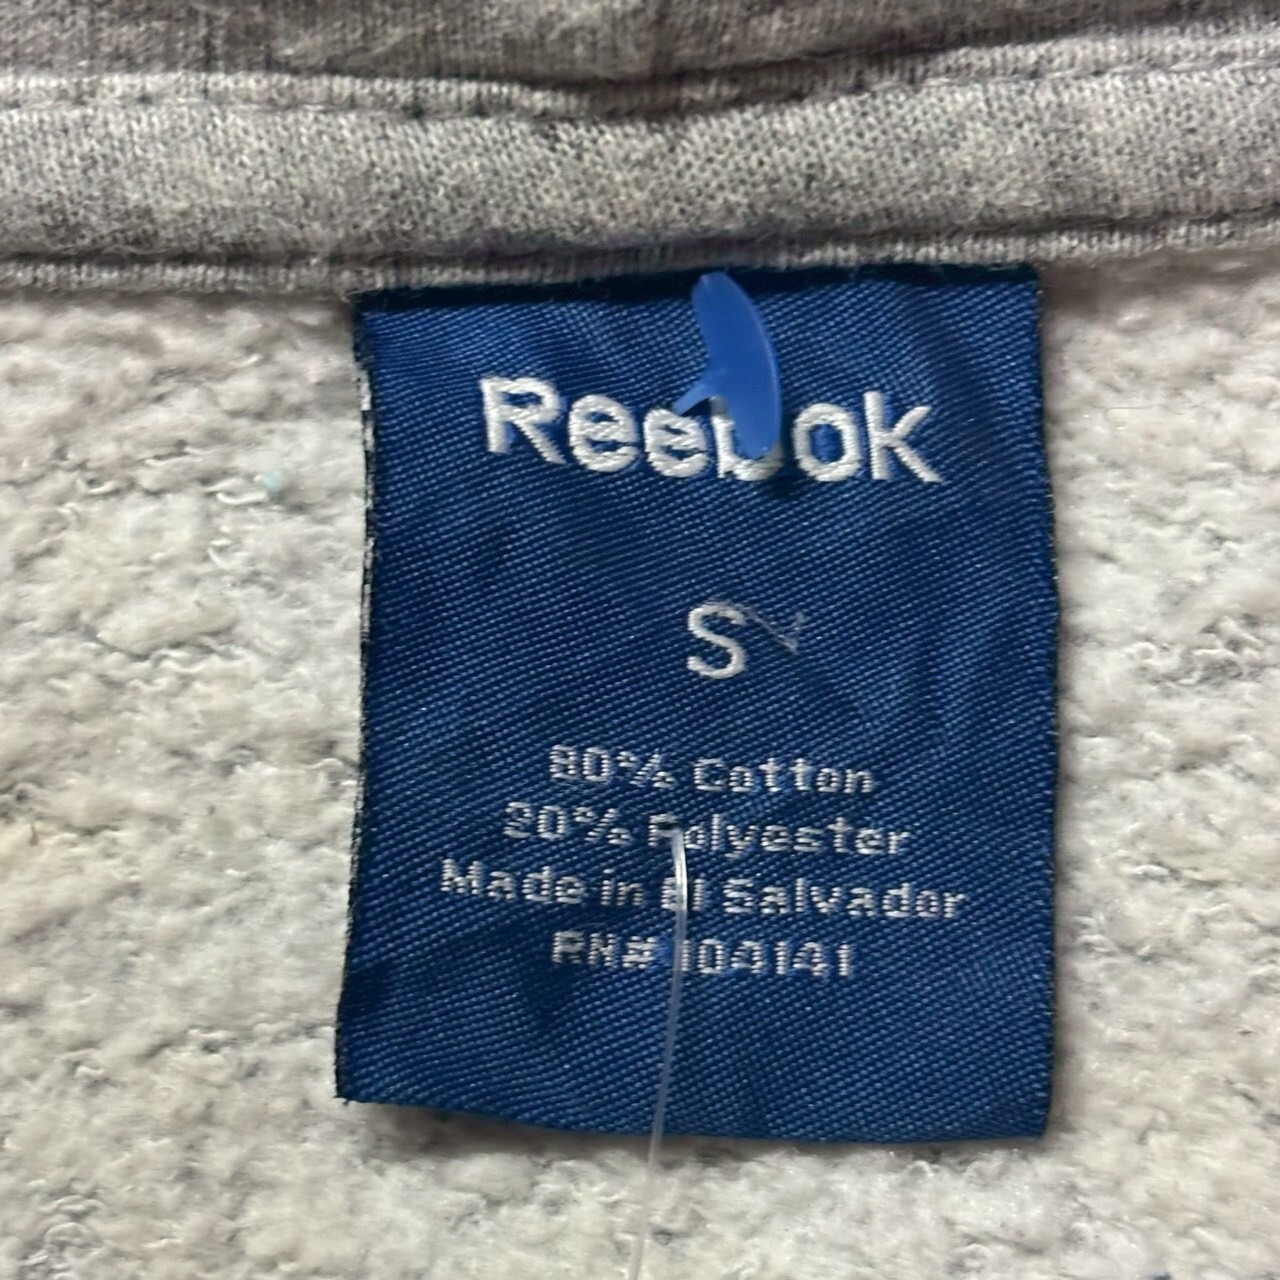 Reebok
S
80% Cotton
20% Polyester
Made in El Salvador
RN# 104141